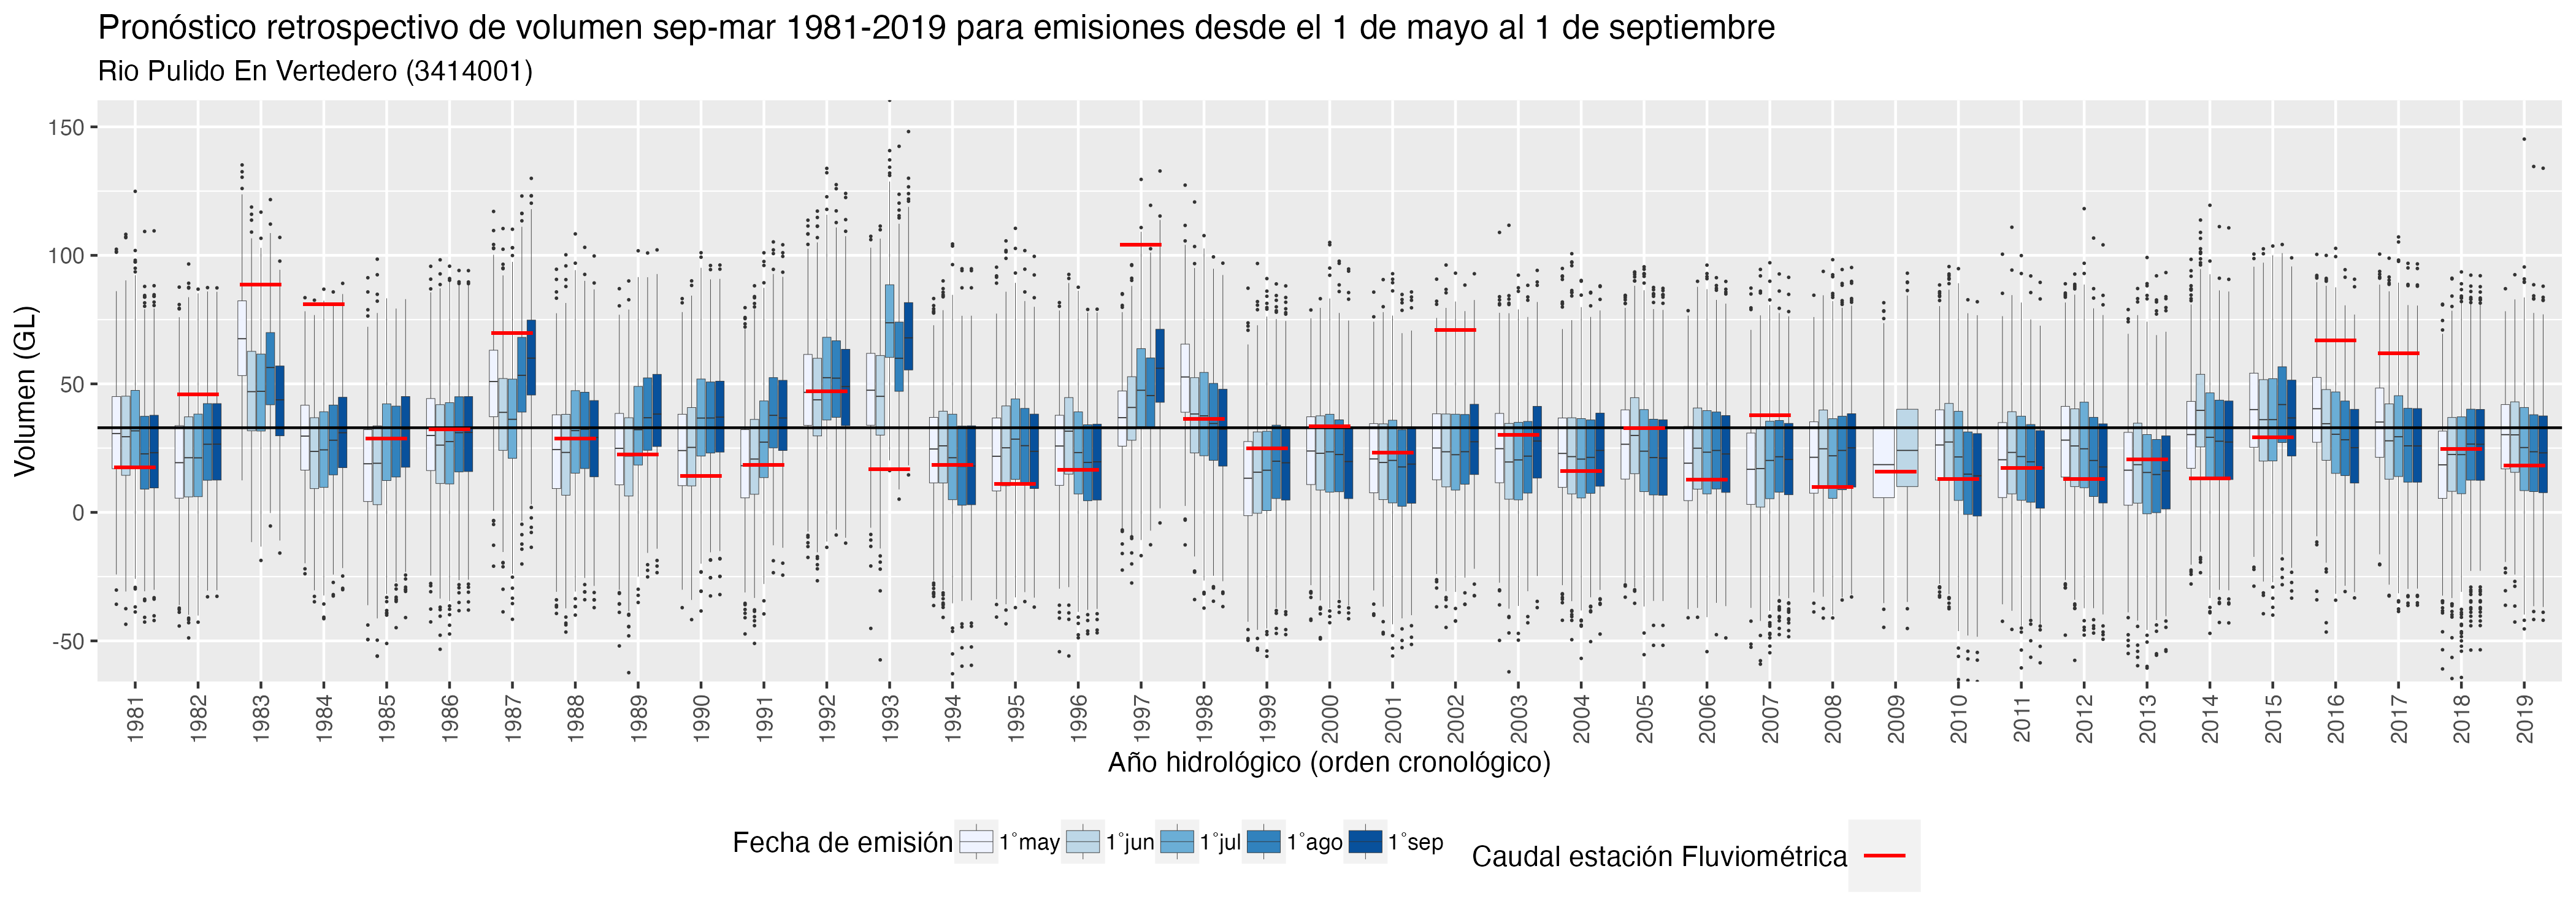 Pronóstico retrospectivo de volumen sep-mar 1981-2019 para emisiones desde el 1 de mayo al 1 de septiembre
Rio Pulido En Vertedero (3414001)
Volumen (GL)
150
100
50
0
-50
1981 1982 1983 1984 1985 1986 1987 1988 1989 1990 1991 1992 1993 1994 1995 1996 1997 1998 1999 2000 2001 2002 2003 2004 2005 2006 2007 2008 2009 2010 2011 2012 2013 2014 2015 2016 2017 2018 2019
Año hidrológico (orden cronológico)
Fecha de emisión 1°may 1°jun 1°jul 1°ago 1°sep Caudal estación Fluviométrica